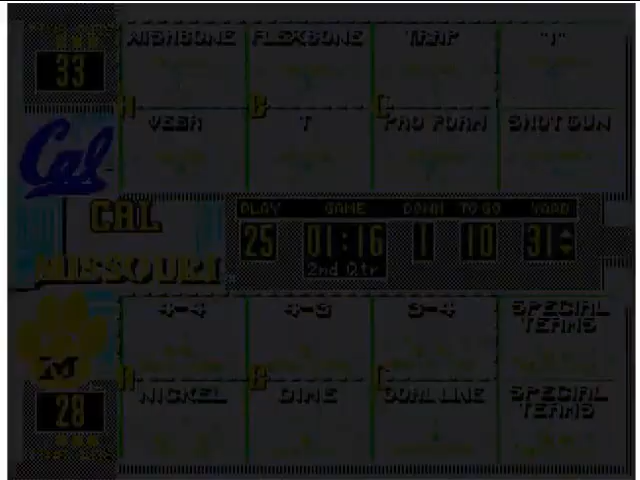 33
WISHBONE FLEXBONE TRAP "I"
A B C
VEER T PRO FORM SHOTGUN
Cal
CAL
PLAY GAME DOWN TO GO YARD
25 01:16 1 10 31
2nd Qtr
MISSOURI
4-4 4-3 3-4 SPECIAL
TEAMS
M
A B C
NICKEL DIME GOAL LINE SPECIAL
TEAMS
28